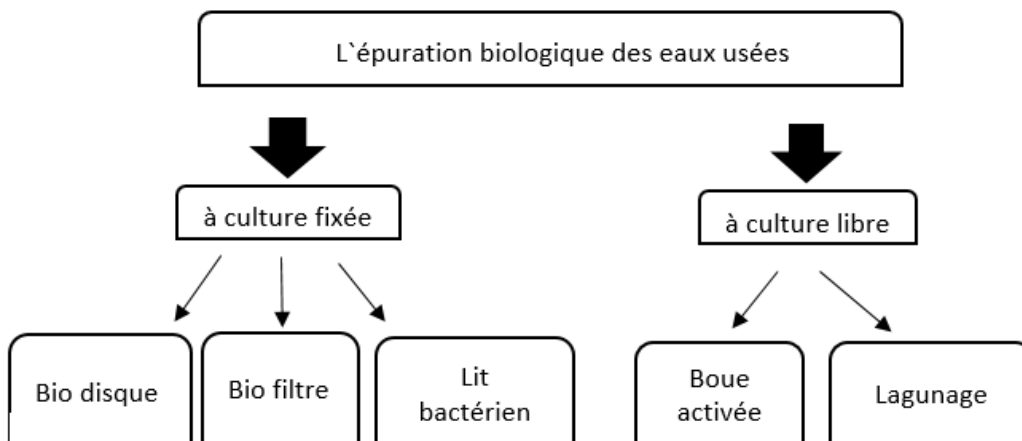 L`épuration biologique des eaux usées
à culture fixée
à culture libre
Bio disque
Bio filtre
Lit
bactérien
Boue
activée
Lagunage